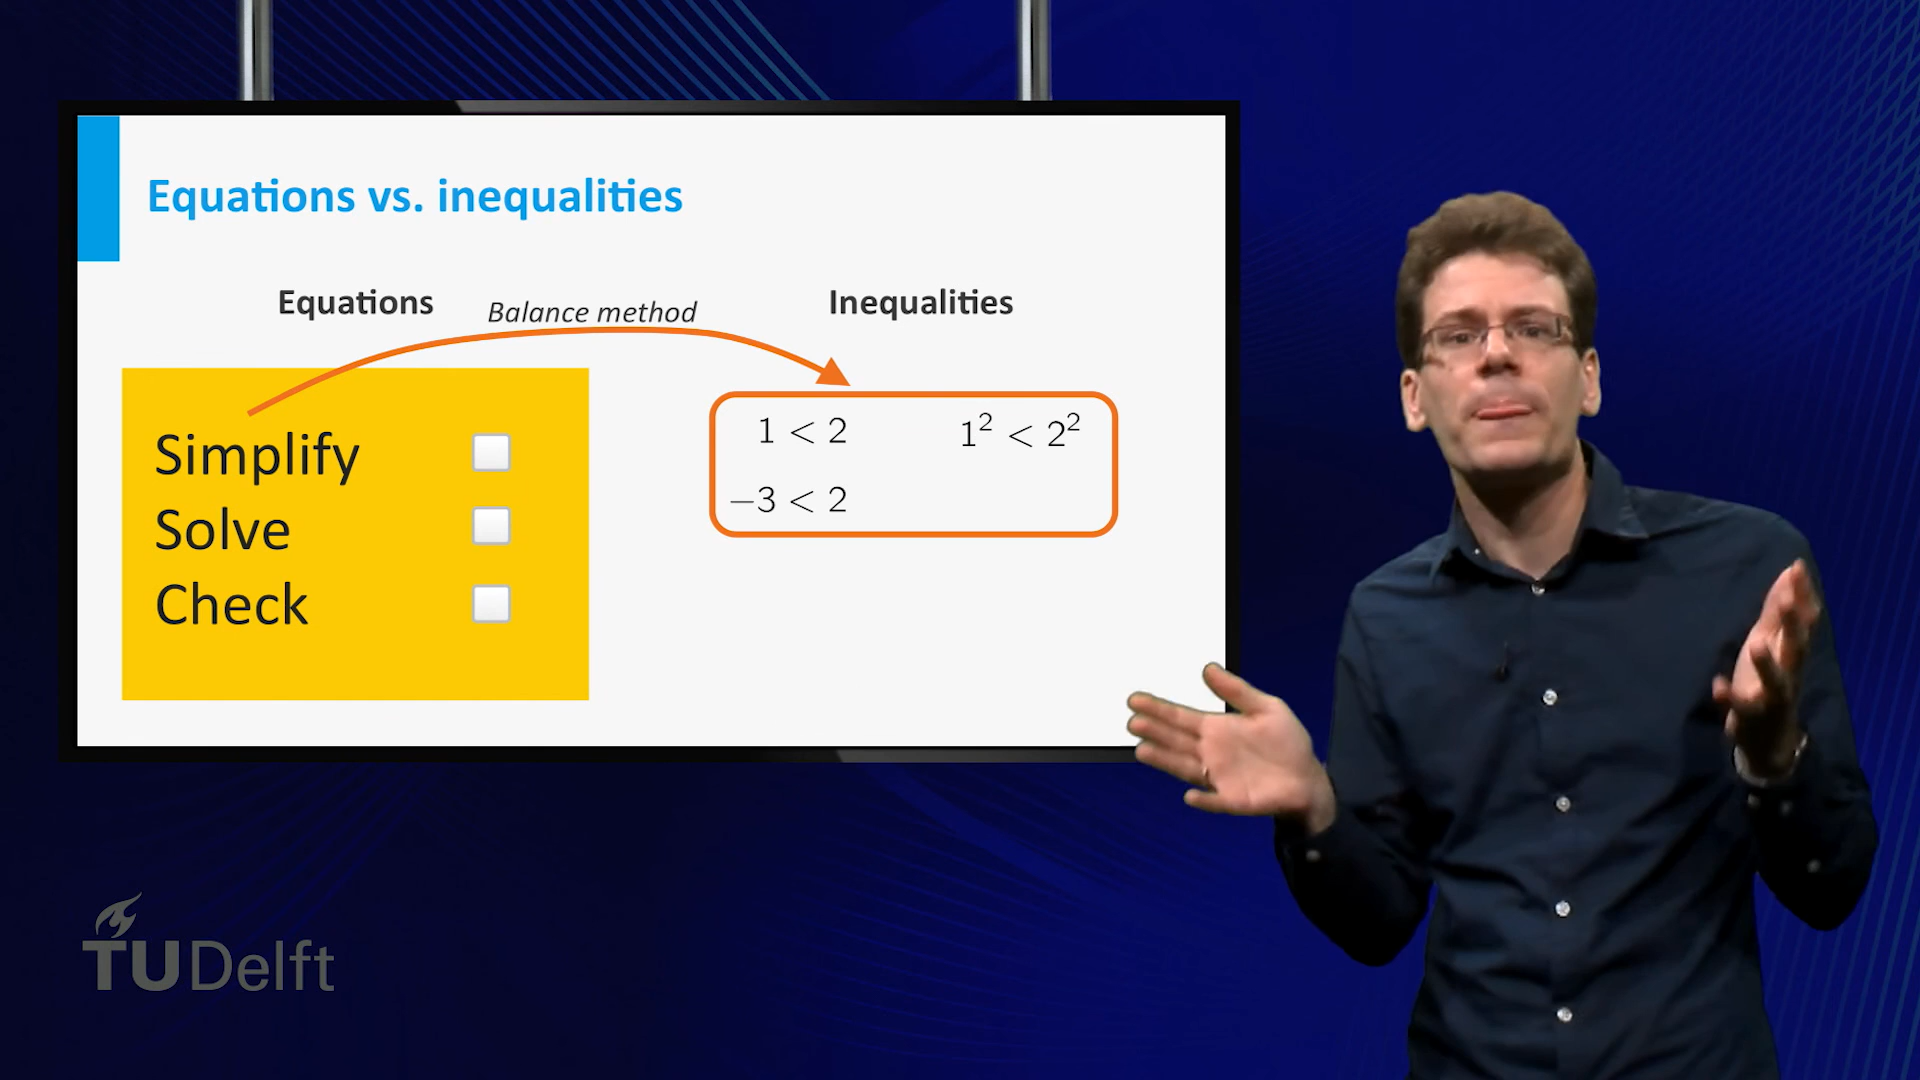 Equations vs. inequalities
Equations
Balance method
Inequalities
Simplify
Solve
Check
1 < 2
1² < 2²
−3 < 2
TUDelft